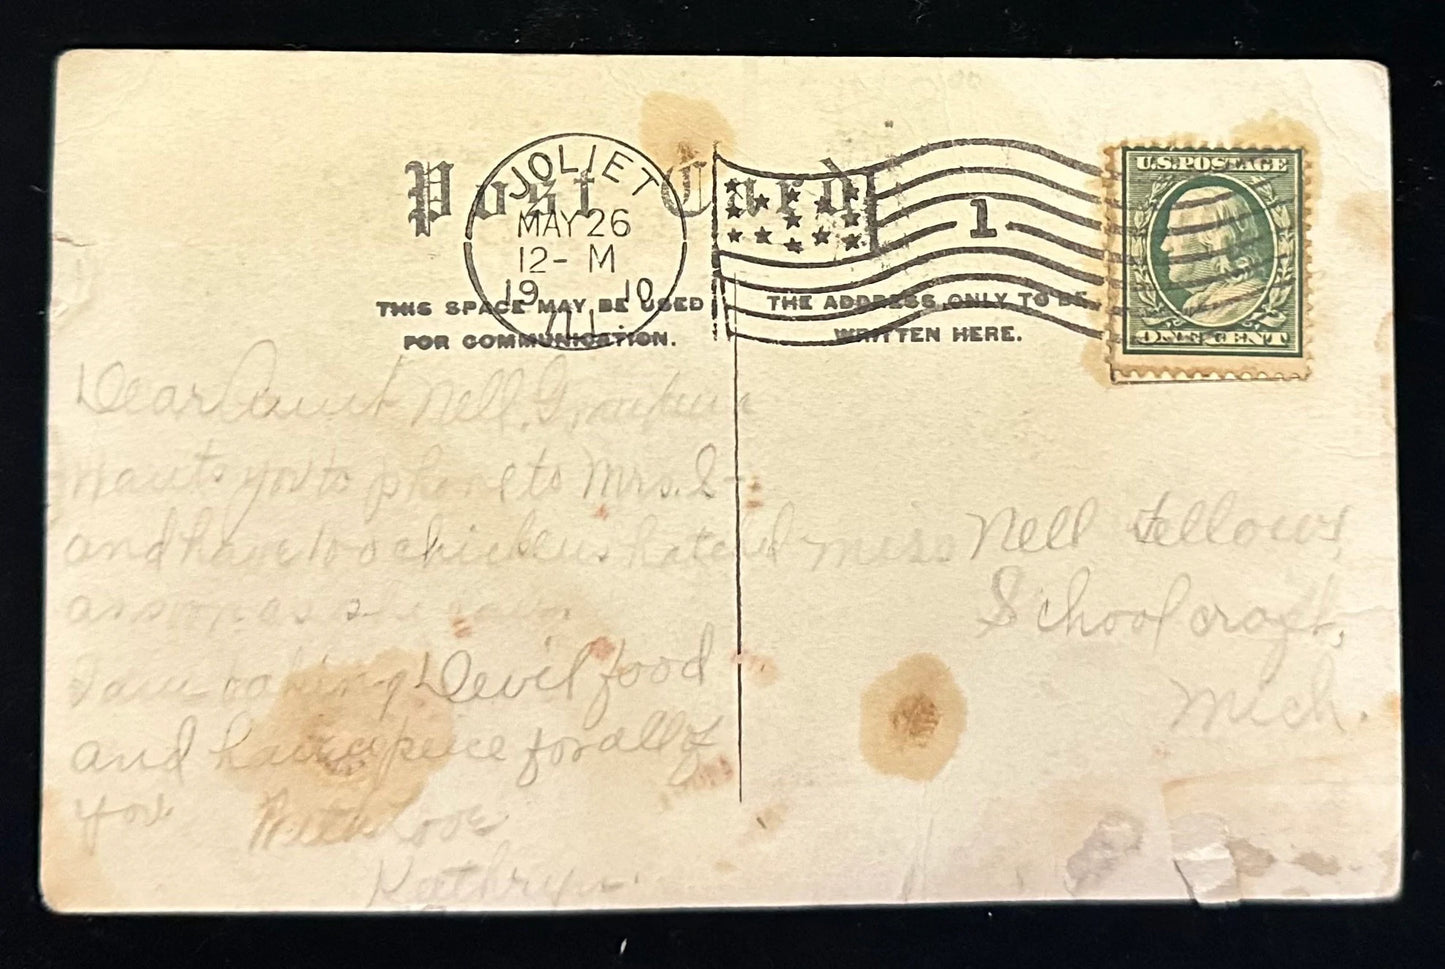 Post Card
JOLIET
MAY 26
12- M
19 10
ILL.
1
U.S. POSTAGE
ONE CENT
THIS SPACE MAY BE USED
FOR COMMUNICATION.
THE ADDRESS ONLY TO BE
WRITTEN HERE.
Dear Aunt Nell, Grandma
wants you to phone to Mrs. S-
and have 100 chickens hatched
as soon as she can.
I am baking Devil food
and have a piece for all of
you
With Love
Kathryn.
Miss Nell Fellows,
Schoolcraft,
Mich.